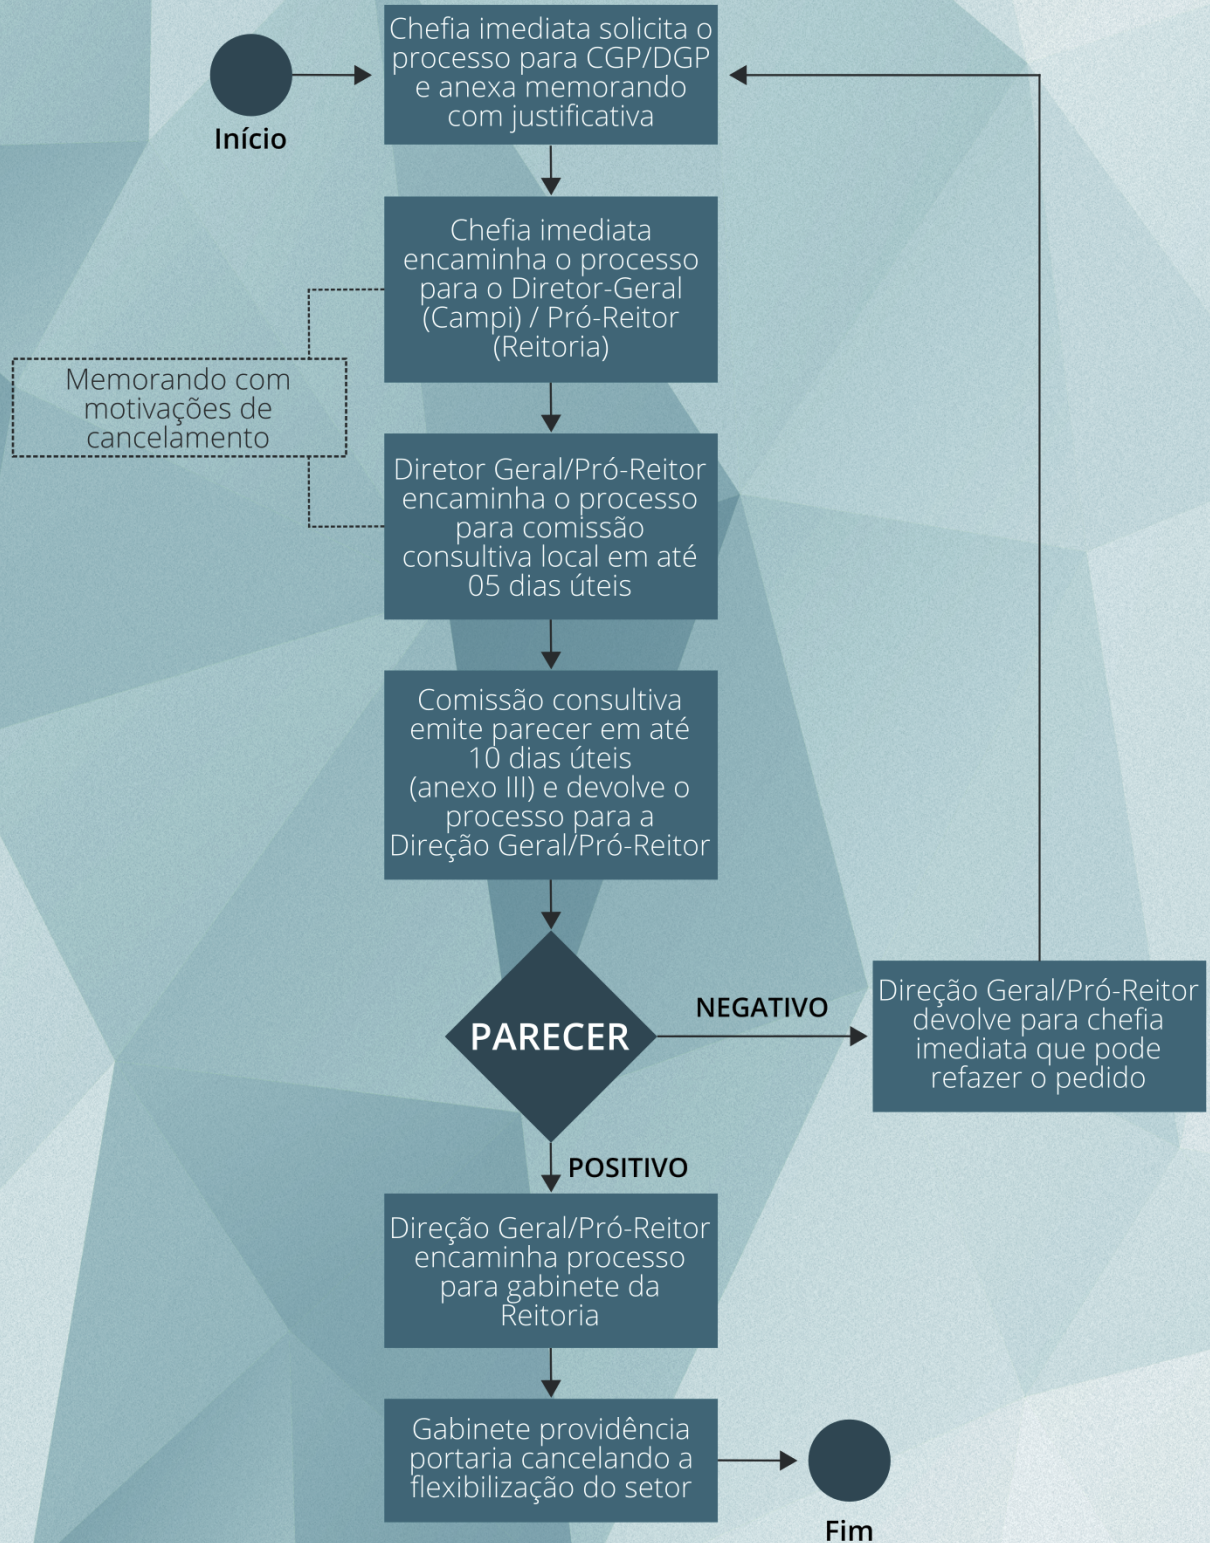 Início
Chefia imediata solicita o
processo para CGP/DGP
e anexa memorando
com justificativa
Chefia imediata
encaminha o processo
para o Diretor-Geral
(Campi) / Pró-Reitor
(Reitoria)
Memorando com
motivações de
cancelamento
Diretor Geral/Pró-Reitor
encaminha o processo
para comissão
consultiva local em até
05 dias úteis
Comissão consultiva
emite parecer em até
10 dias úteis
(anexo III) e devolve o
processo para a
Direção Geral/Pró-Reitor
PARECER
NEGATIVO
Direção Geral/Pró-Reitor
devolve para chefia
imediata que pode
refazer o pedido
POSITIVO
Direção Geral/Pró-Reitor
encaminha processo
para gabinete da
Reitoria
Gabinete providência
portaria cancelando a
flexibilização do setor
Fim